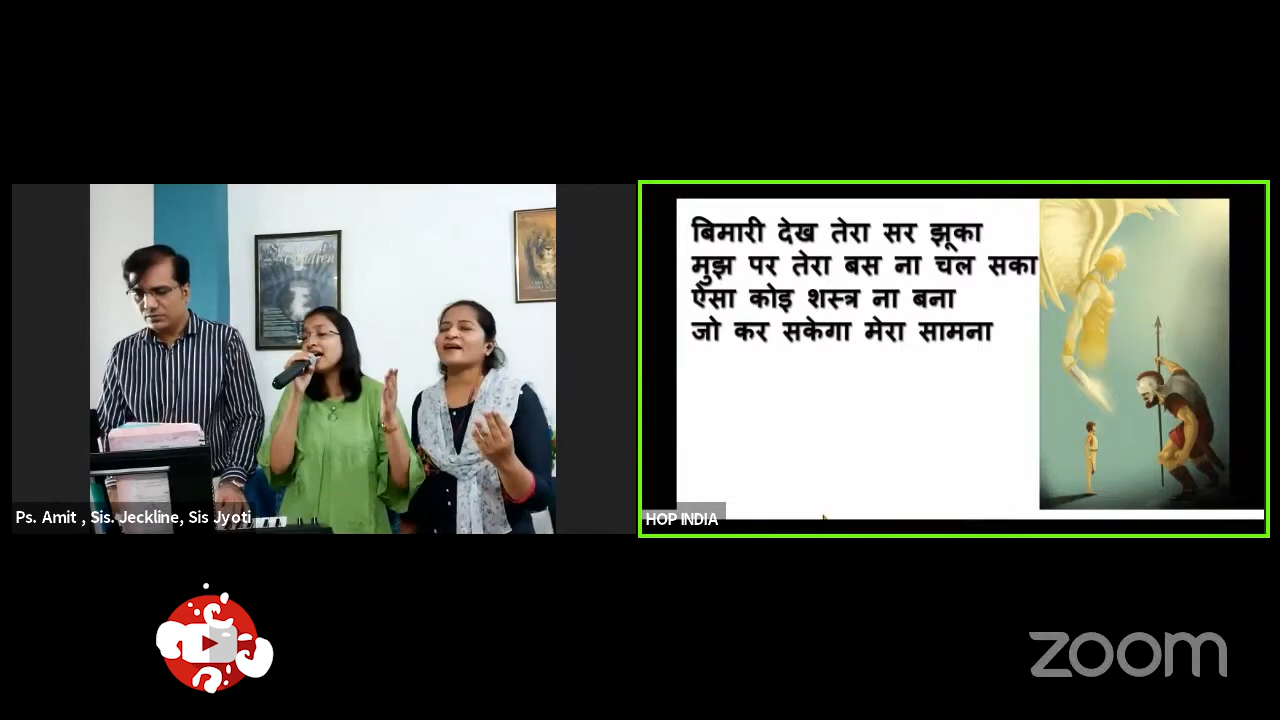 Children
Ps. Amit , Sis. Jeckline, Sis Jyoti
बिमारी देख तेरा सर झूका
मुझ पर तेरा बस ना चल सका
ऐसा कोइ शस्त्र ना बना
जो कर सकेगा मेरा सामना
HOP INDIA
zoom